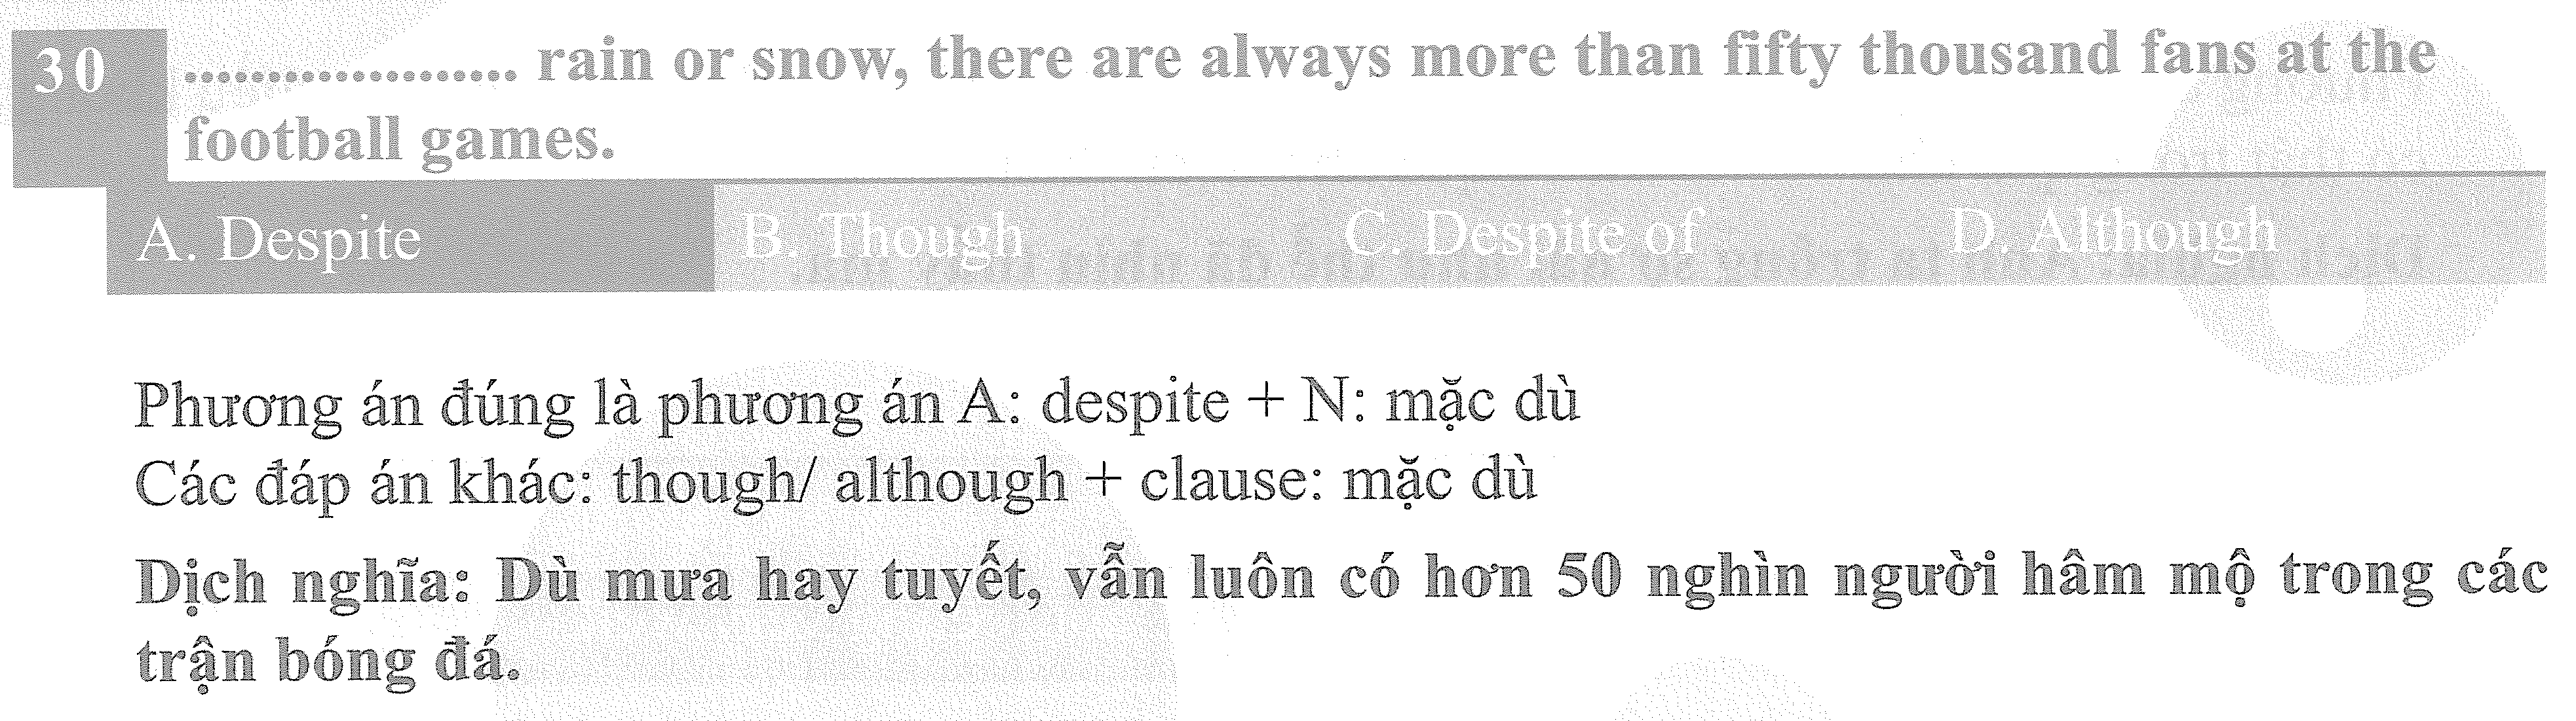 30
.................... rain or snow, there are always more than fifty thousand fans at the
football games.
A. Despite B. Though C. Despite of D. Although
Phương án đúng là phương án A: despite + N: mặc dù
Các đáp án khác: though/ although + clause: mặc dù
Dịch nghĩa: Dù mưa hay tuyết, vẫn luôn có hơn 50 nghìn người hâm mộ trong các
trận bóng đá.